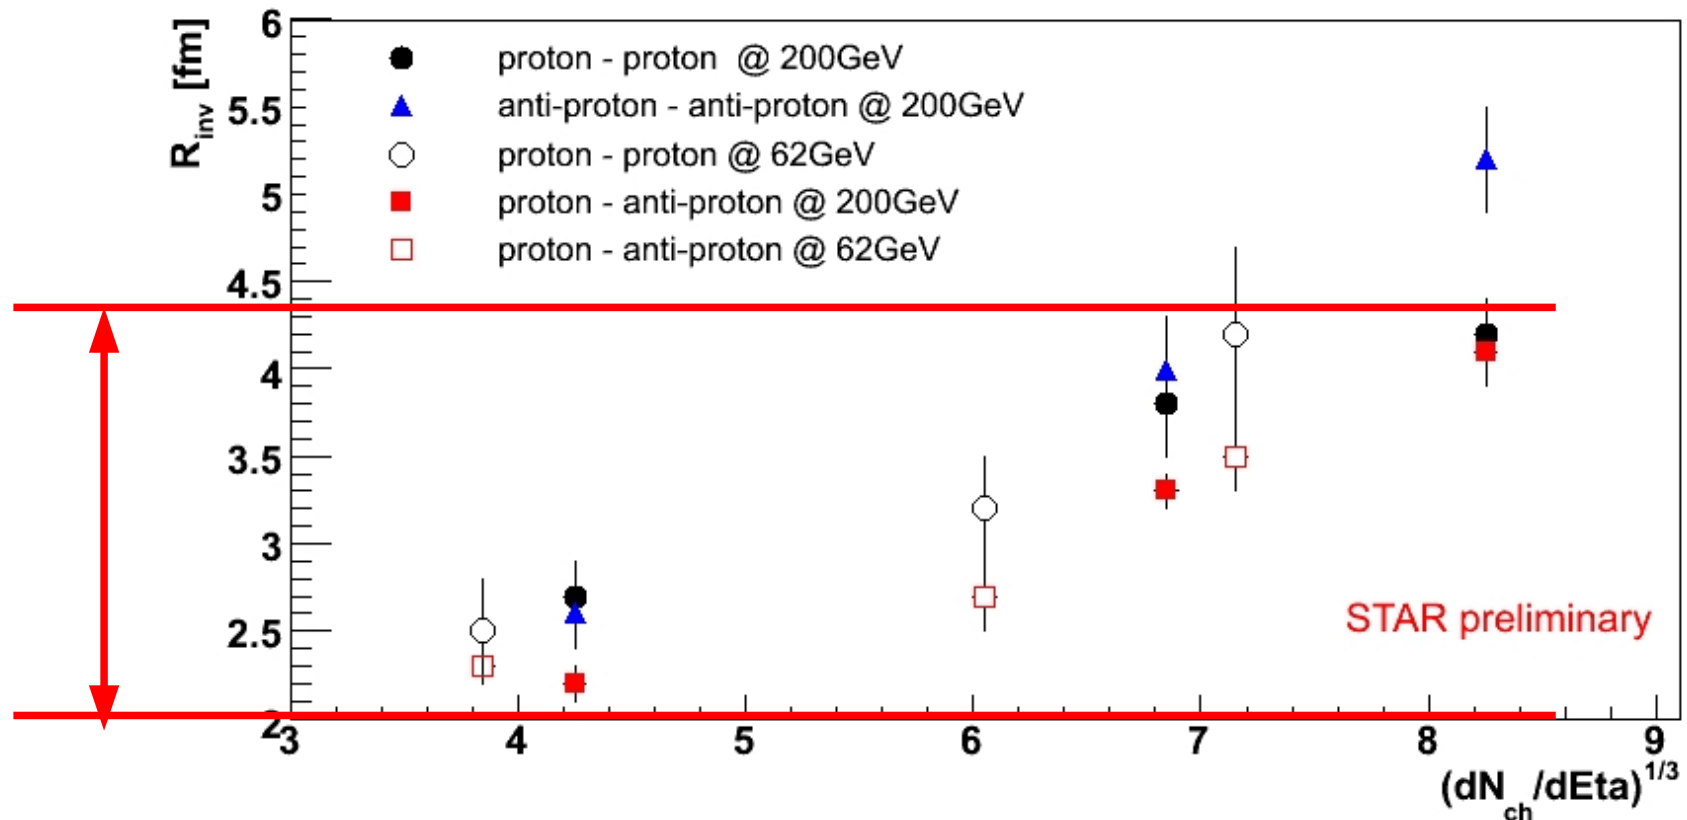 R_inv [fm]
6
5.5
5
4.5
4
3.5
3
2.5
2
proton - proton @ 200GeV
anti-proton - anti-proton @ 200GeV
proton - proton @ 62GeV
proton - anti-proton @ 200GeV
proton - anti-proton @ 62GeV
STAR preliminary
3 4 5 6 7 8 9
(dN_ch/dEta)^1/3